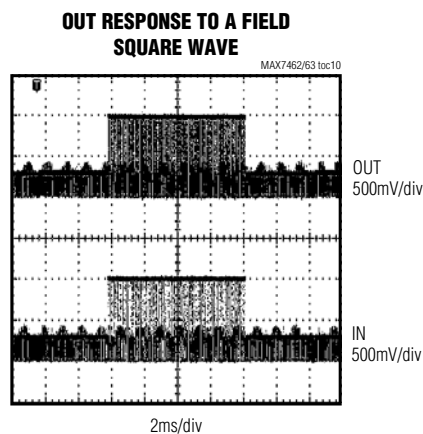 OUT RESPONSE TO A FIELD
SQUARE WAVE
MAX7462/63 toc10
T
OUT
500mV/div
IN
500mV/div
2ms/div